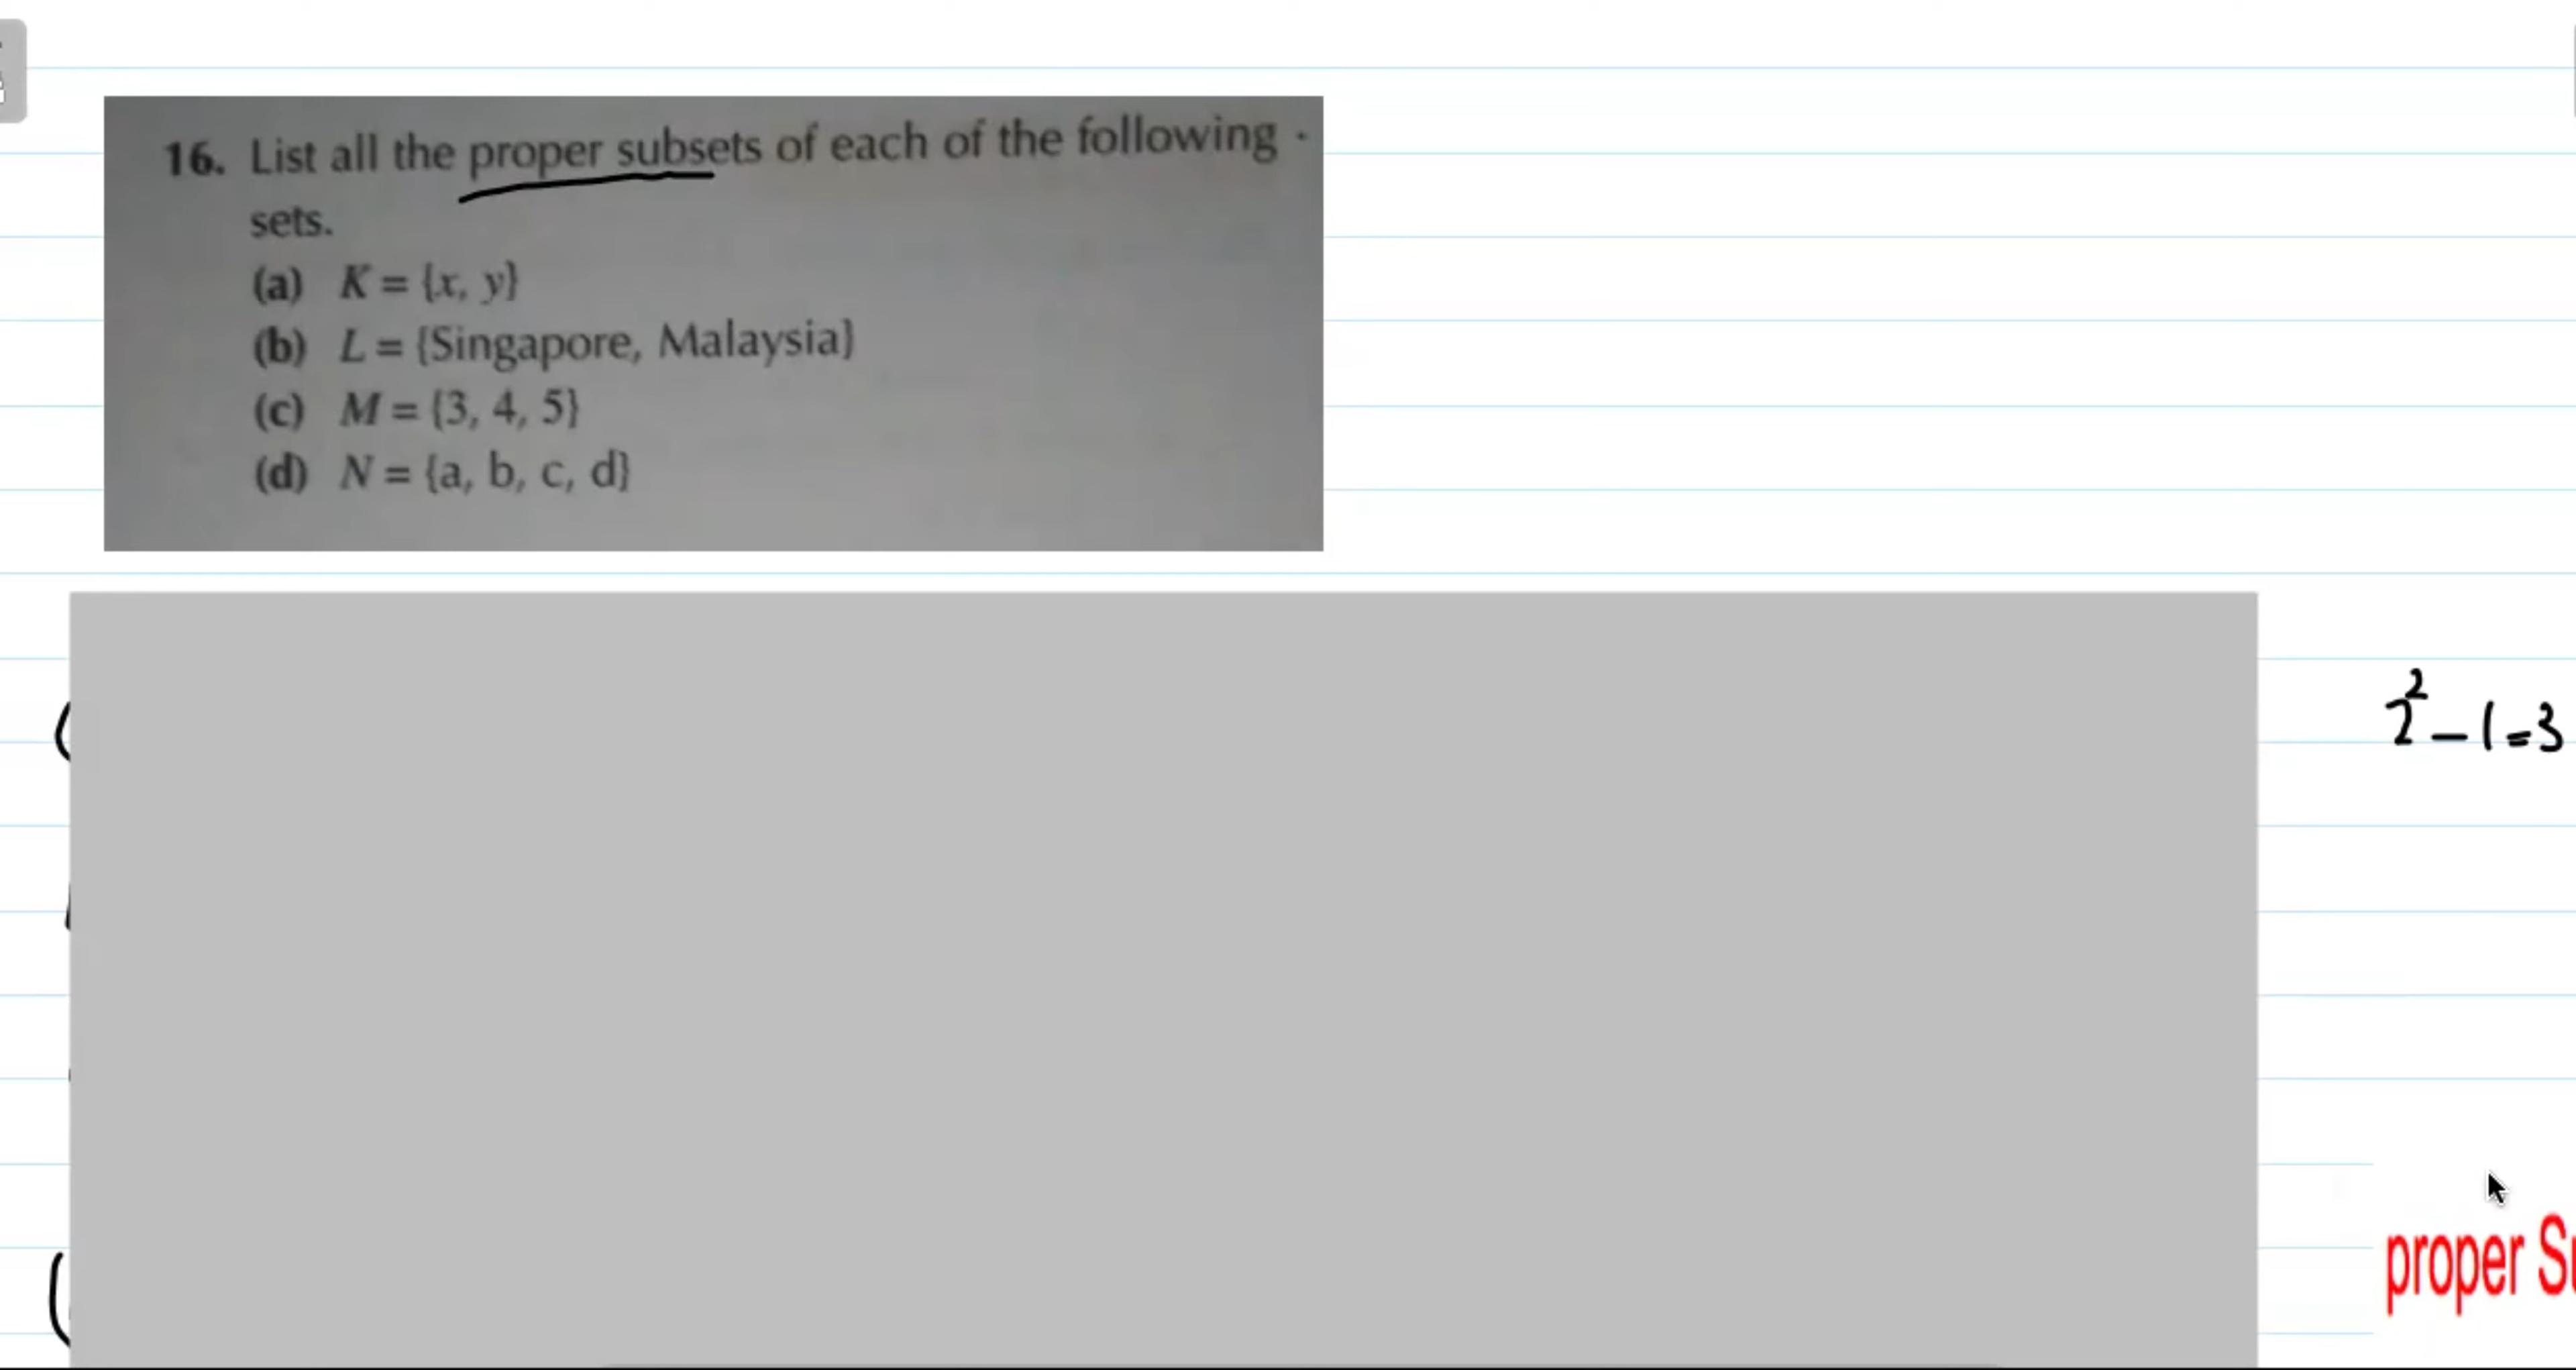 16. List all the proper subsets of each of the following
sets.
(a) K = {x, y}
(b) L = {Singapore, Malaysia}
(c) M = {3, 4, 5}
(d) N = {a, b, c, d}
2² - 1 = 3
proper